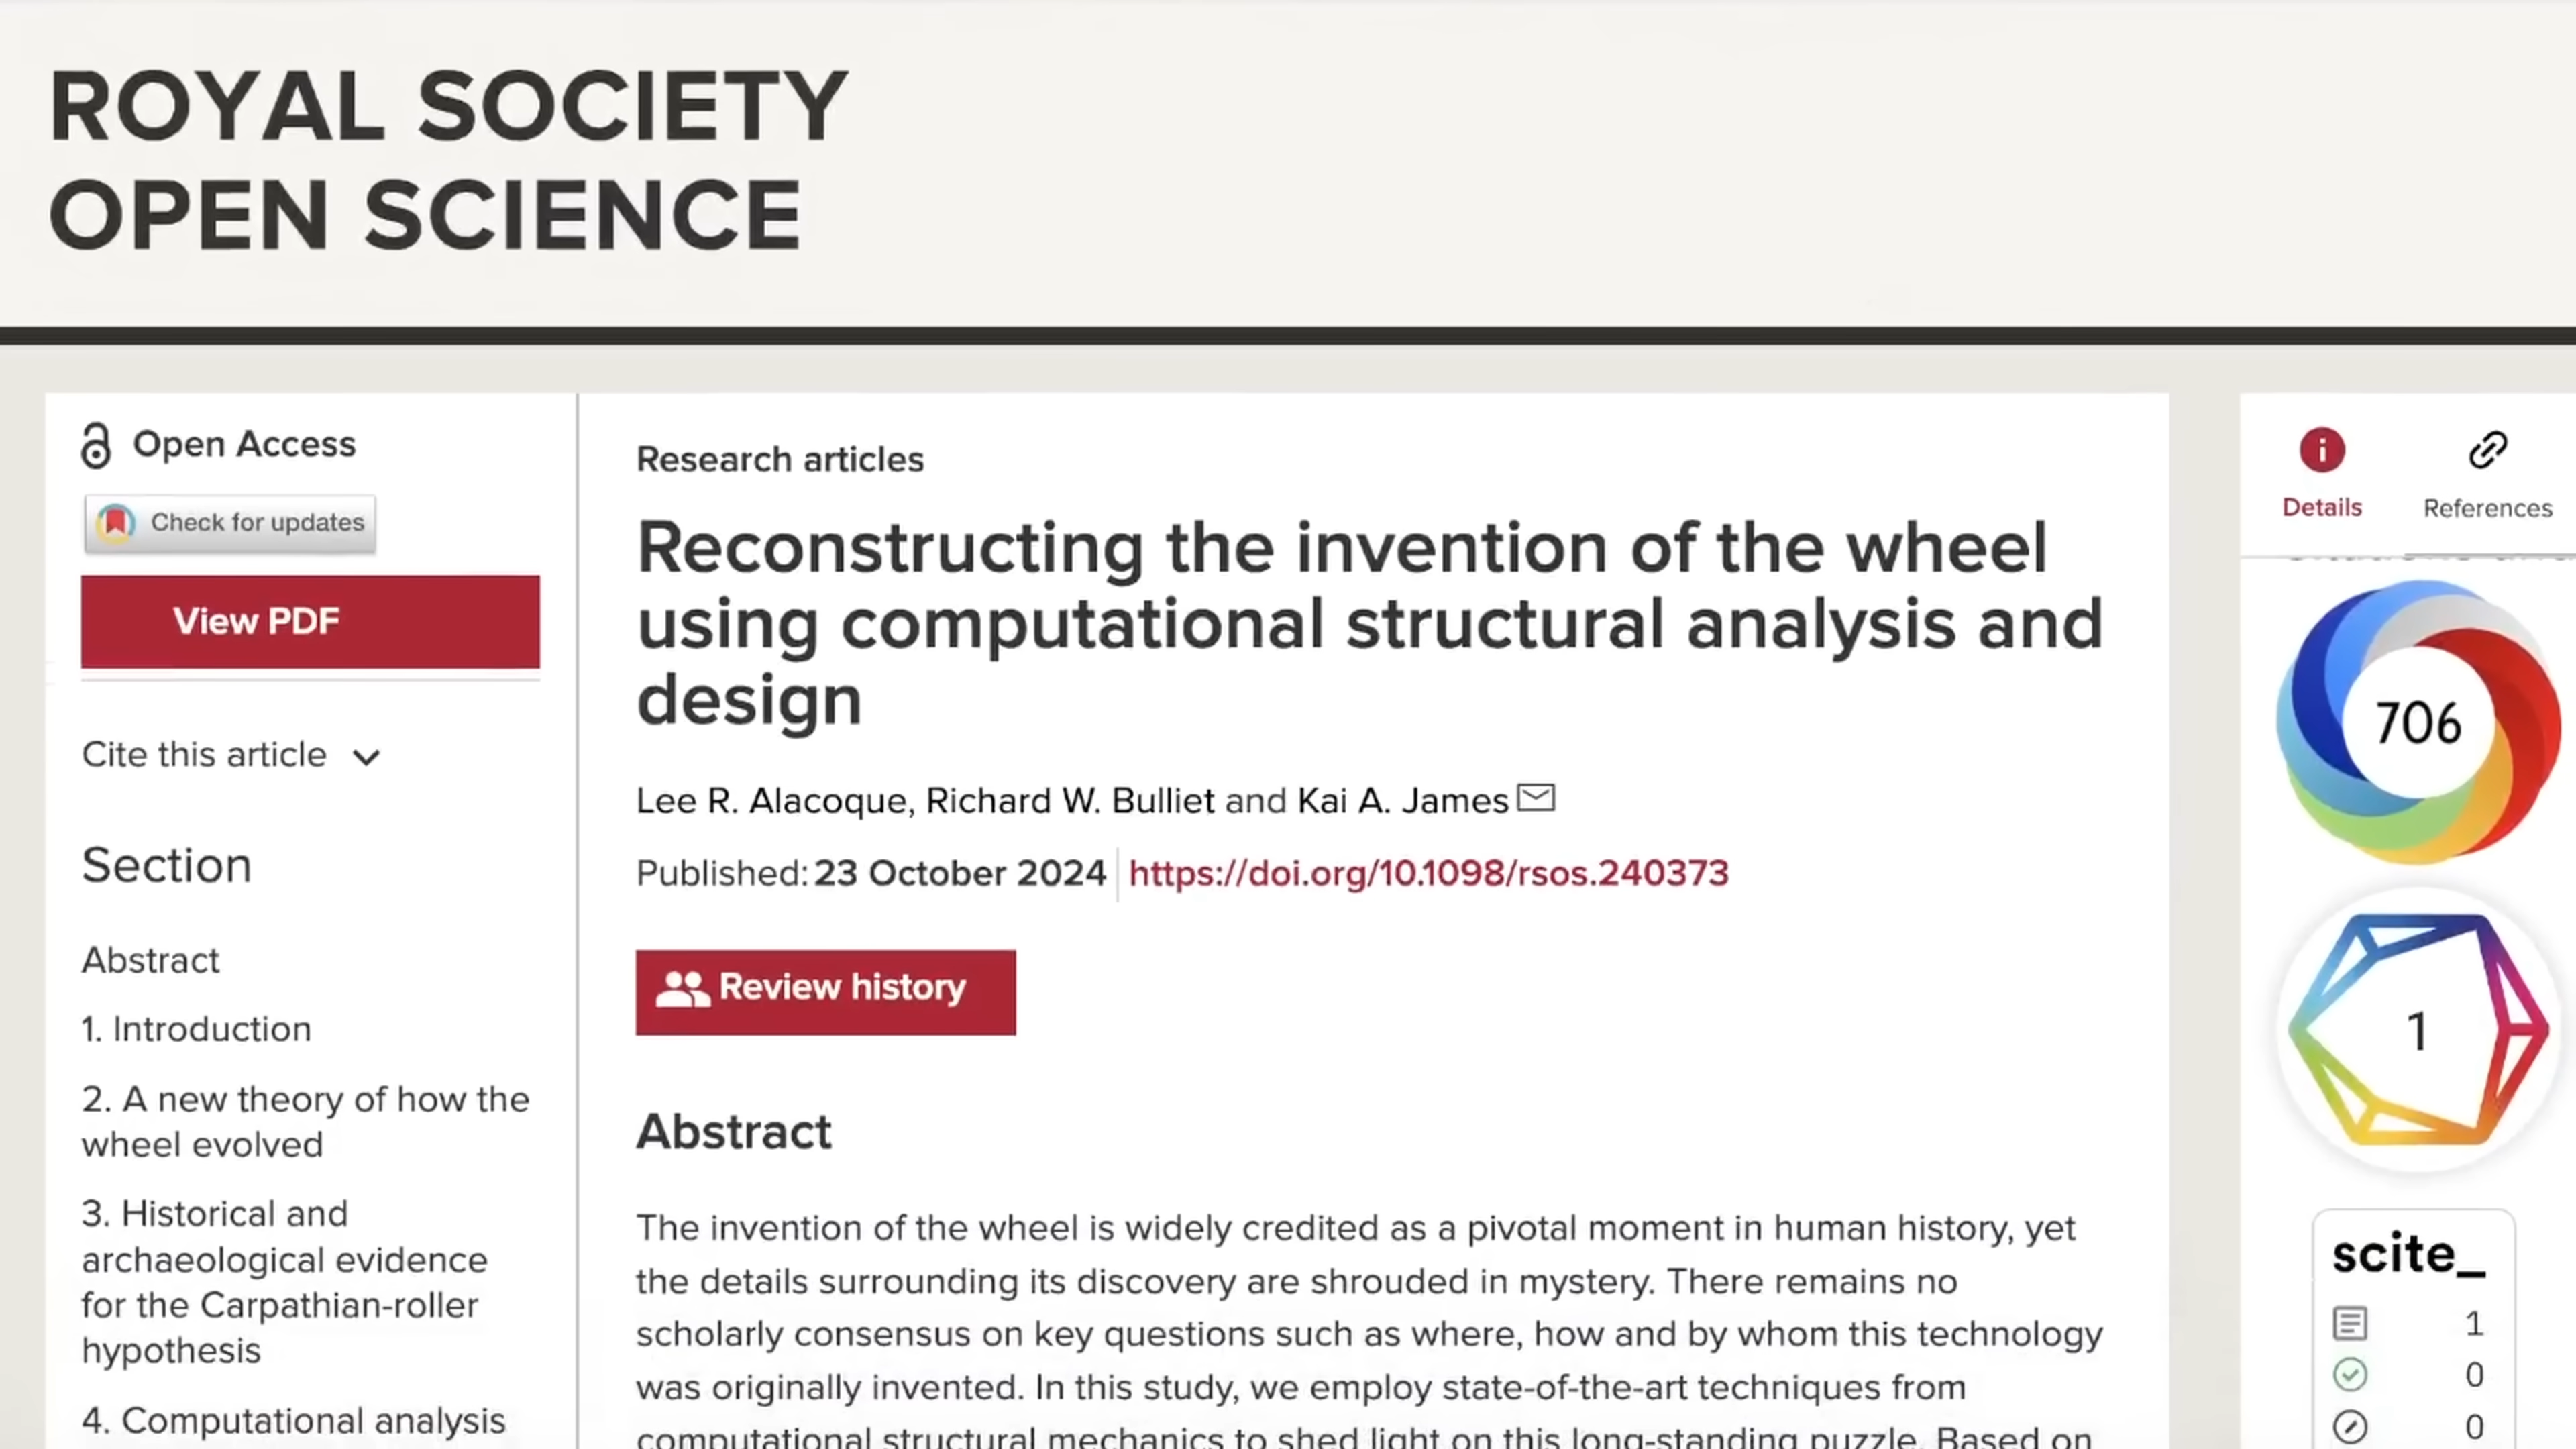 ROYAL SOCIETY
OPEN SCIENCE
Open Access
Check for updates
View PDF
Cite this article
Section
Abstract
1. Introduction
2. A new theory of how the
wheel evolved
3. Historical and
archaeological evidence
for the Carpathian-roller
hypothesis
4. Computational analysis
Research articles
Reconstructing the invention of the wheel
using computational structural analysis and
design
Lee R. Alacoque, Richard W. Bulliet and Kai A. James
Published: 23 October 2024 https://doi.org/10.1098/rsos.240373
Review history
Abstract
The invention of the wheel is widely credited as a pivotal moment in human history, yet
the details surrounding its discovery are shrouded in mystery. There remains no
scholarly consensus on key questions such as where, how and by whom this technology
was originally invented. In this study, we employ state-of-the-art techniques from
computational structural mechanics to shed light on this long-standing puzzle. Based on
Details
References
706
1
scite_
1
0
0